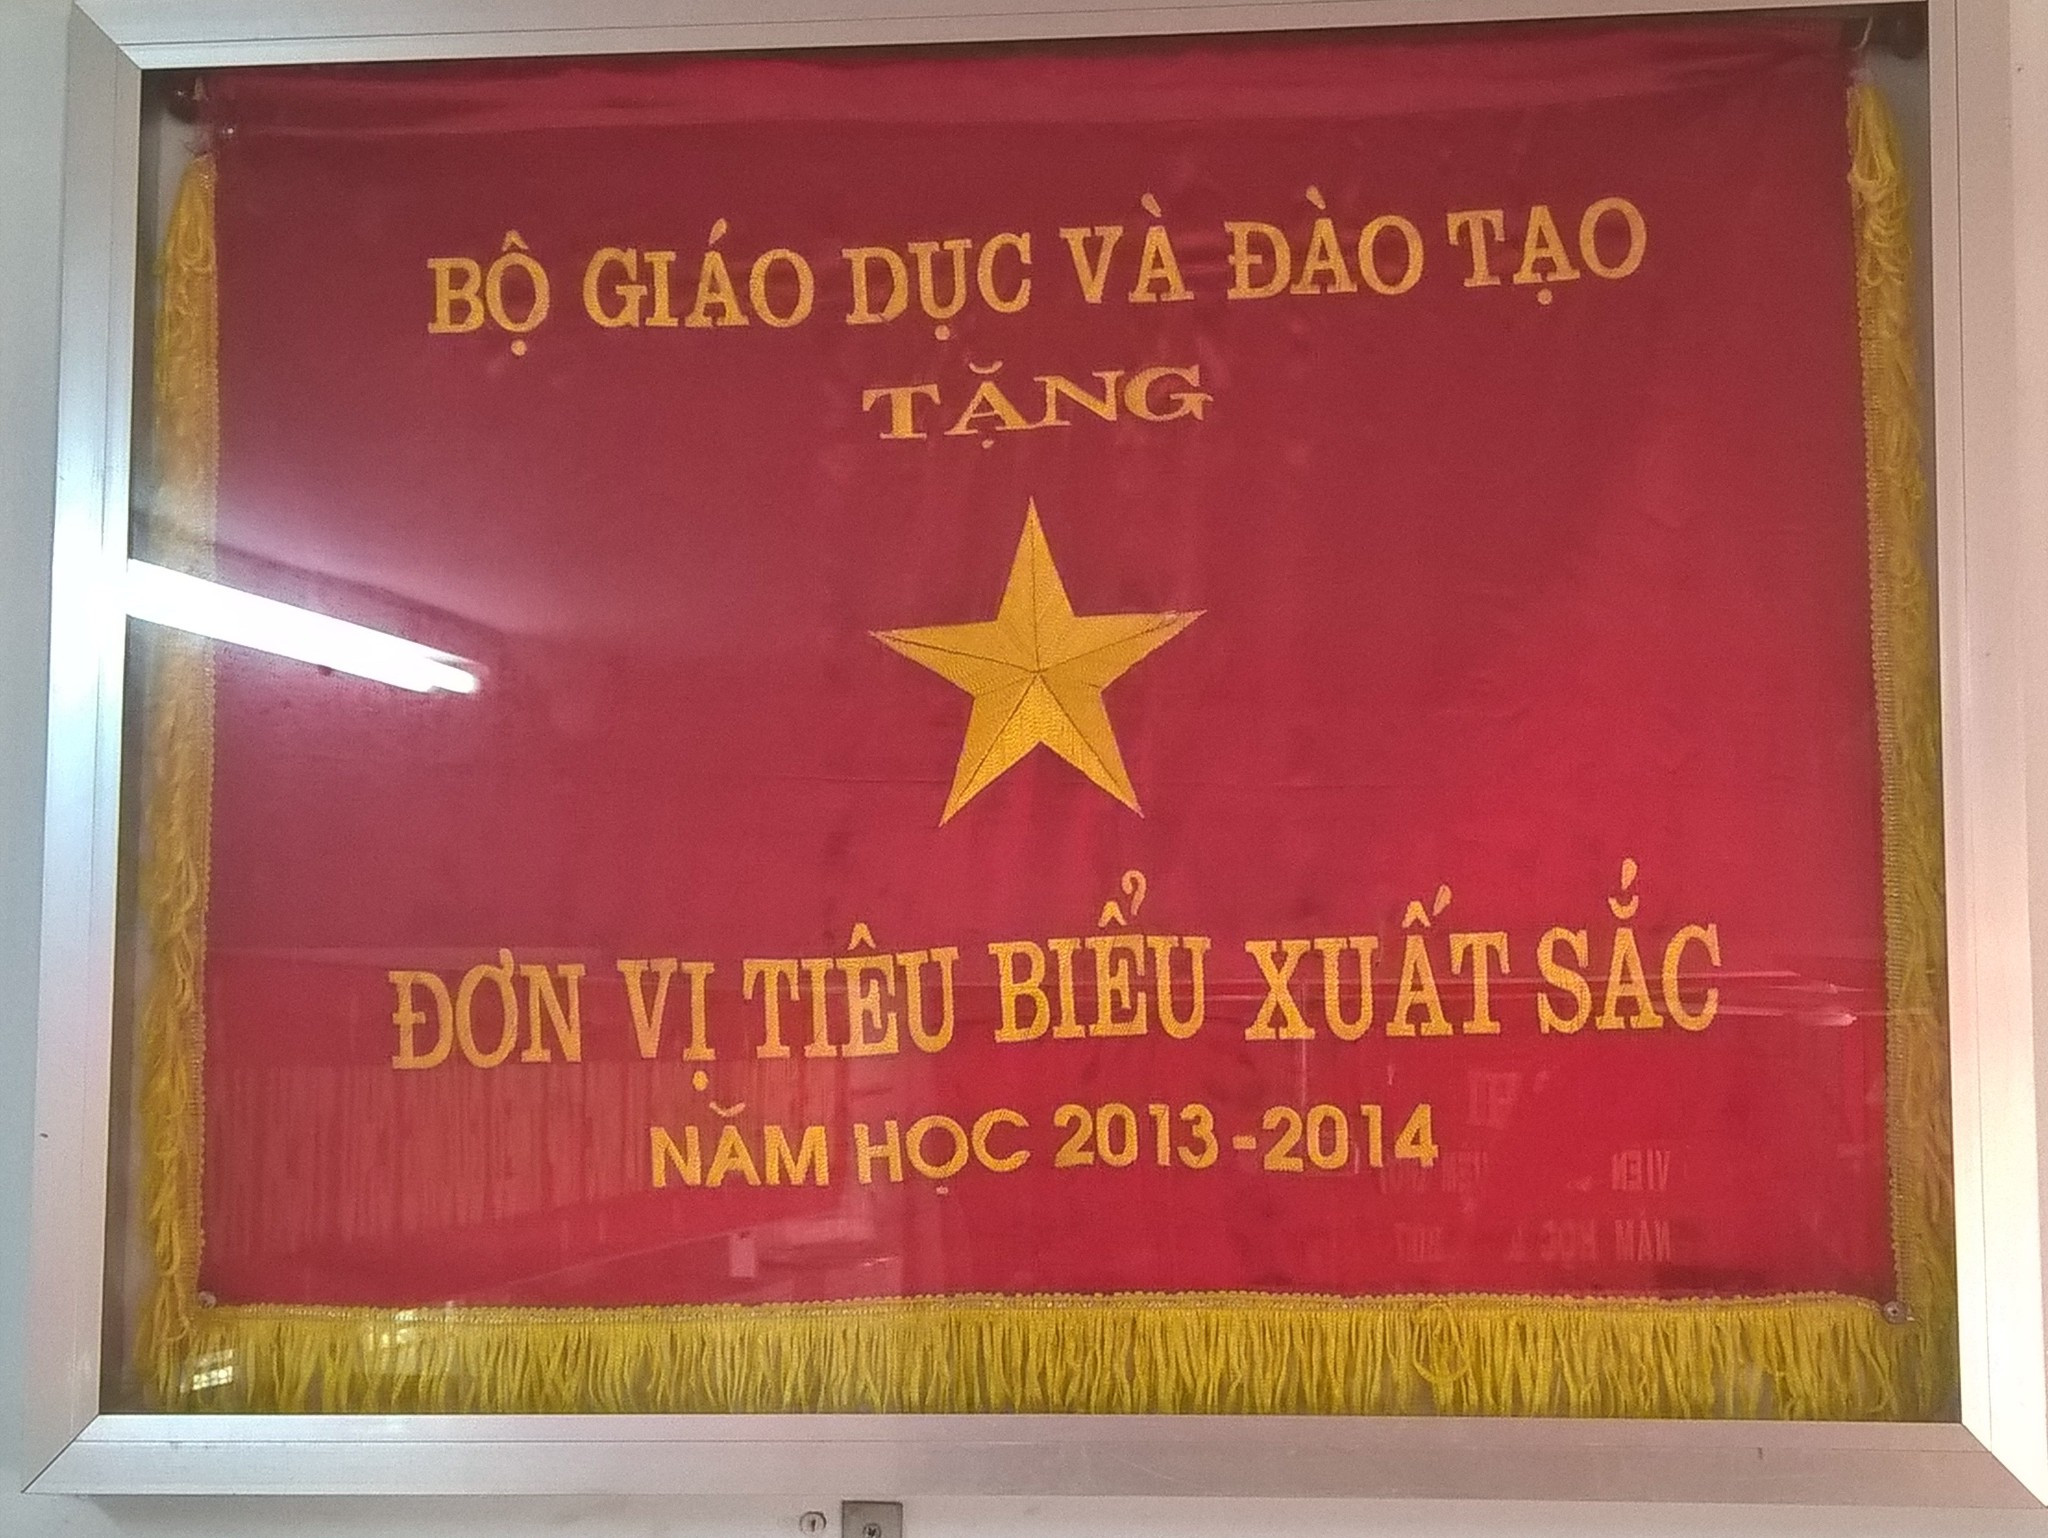 BỘ GIÁO DỤC VÀ ĐÀO TẠO
TẶNG
ĐƠN VỊ TIÊU BIỂU XUẤT SẮC
NĂM HỌC 2013-2014